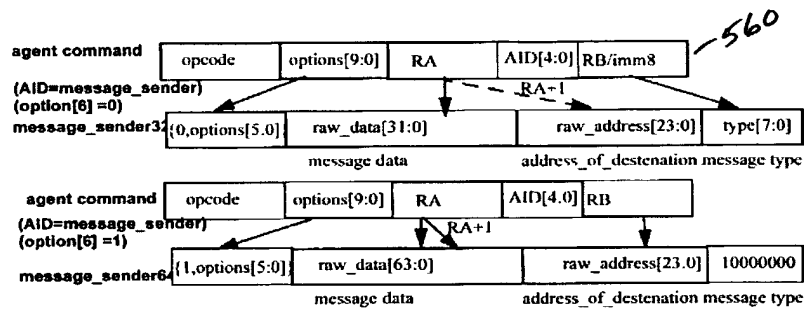 560
agent command opcode options[9:0] RA AID[4:0] RB/imm8
(AID=message_sender)
(option[6] =0) RA+1
message_sender32 {0,options[5.0] raw_data[31:0] raw_address[23:0] type[7:0]
message data address_of_destenation message type
agent command opcode options[9:0] RA AID[4.0] RB
(AID=message_sender) RA+1
(option[6] =1)
message_sender64 {1,options[5:0]} raw_data[63:0] raw_address[23.0] 10000000
message data address_of_destenation message type